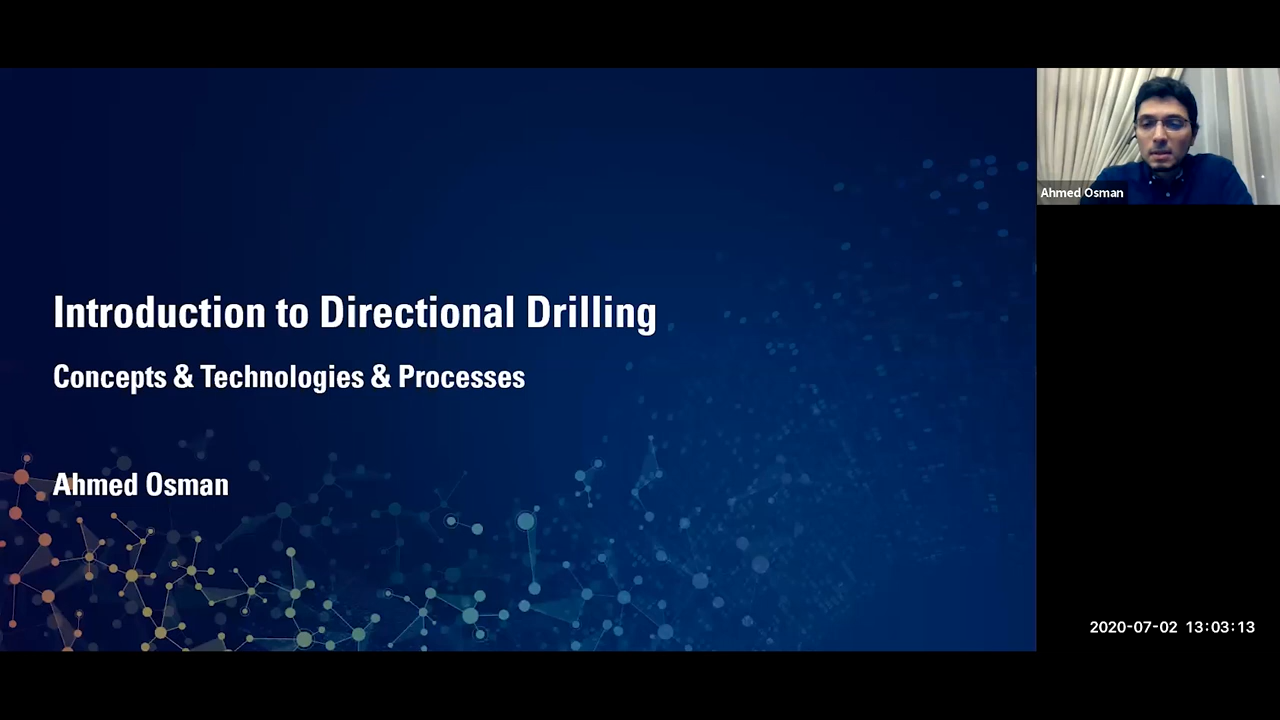 Introduction to Directional Drilling
Concepts & Technologies & Processes
Ahmed Osman
Ahmed Osman
2020-07-02 13:03:13